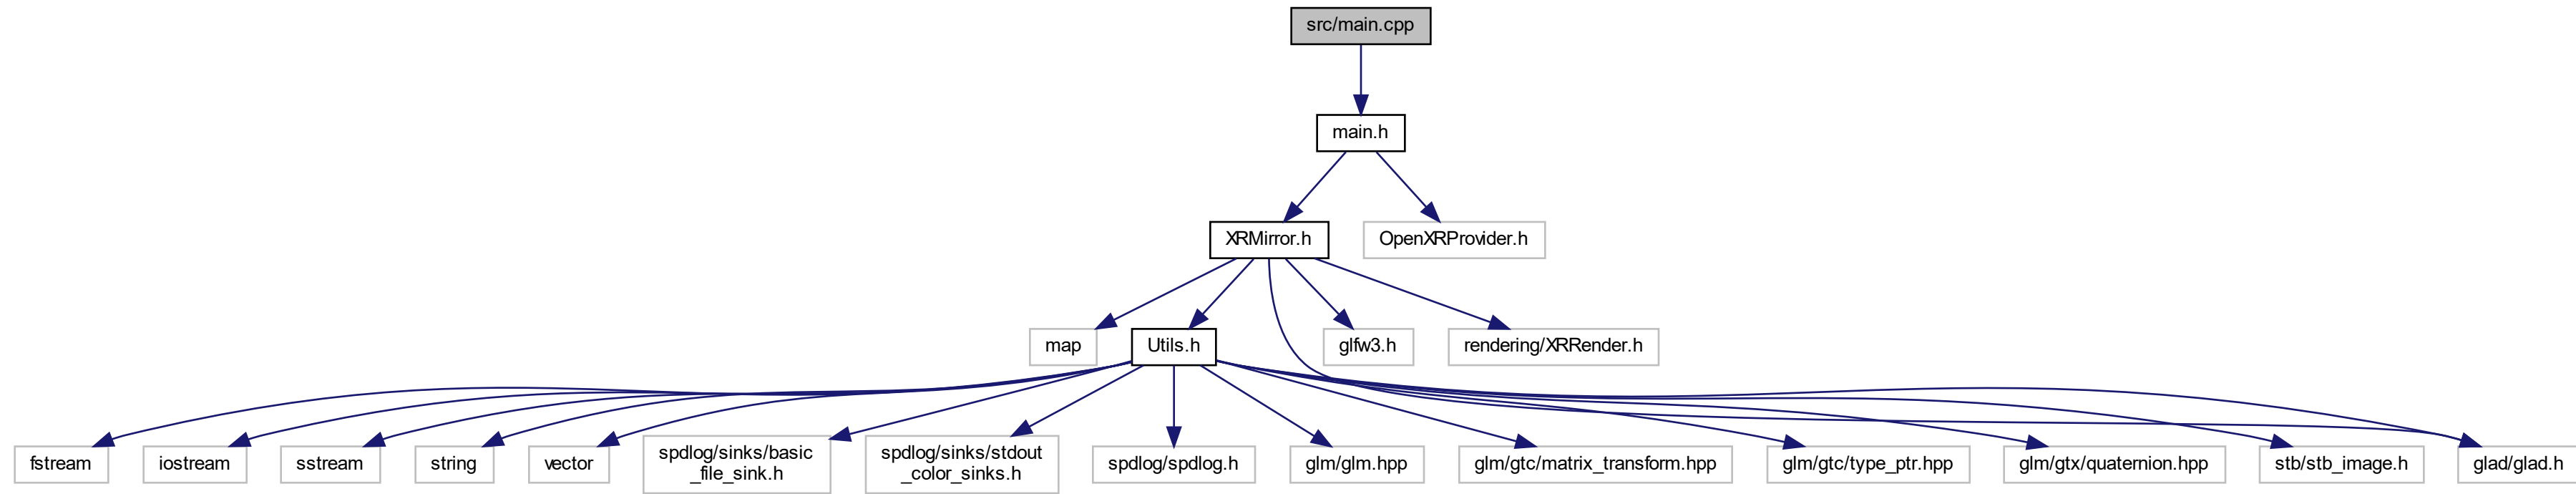 src/main.cpp
main.h
XRMirror.h
OpenXRProvider.h
map
Utils.h
glfw3.h
rendering/XRRender.h
fstream
iostream
sstream
string
vector
spdlog/sinks/basic
_file_sink.h
spdlog/sinks/stdout
_color_sinks.h
spdlog/spdlog.h
glm/glm.hpp
glm/gtc/matrix_transform.hpp
glm/gtc/type_ptr.hpp
glm/gtx/quaternion.hpp
stb/stb_image.h
glad/glad.h